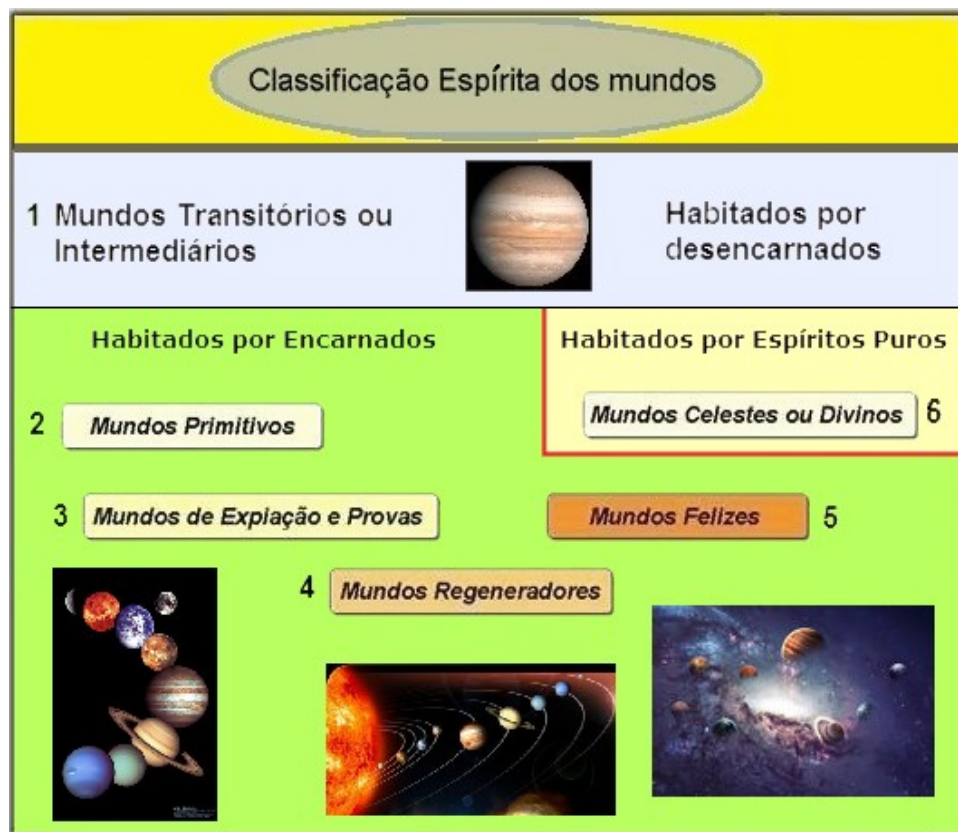 Classificação Espírita dos mundos
1 Mundos Transitórios ou
Intermediários
Habitados por
desencarnados
Habitados por Encarnados
Habitados por Espíritos Puros
2 Mundos Primitivos
Mundos Celestes ou Divinos 6
3 Mundos de Expiação e Provas
Mundos Felizes 5
4 Mundos Regeneradores